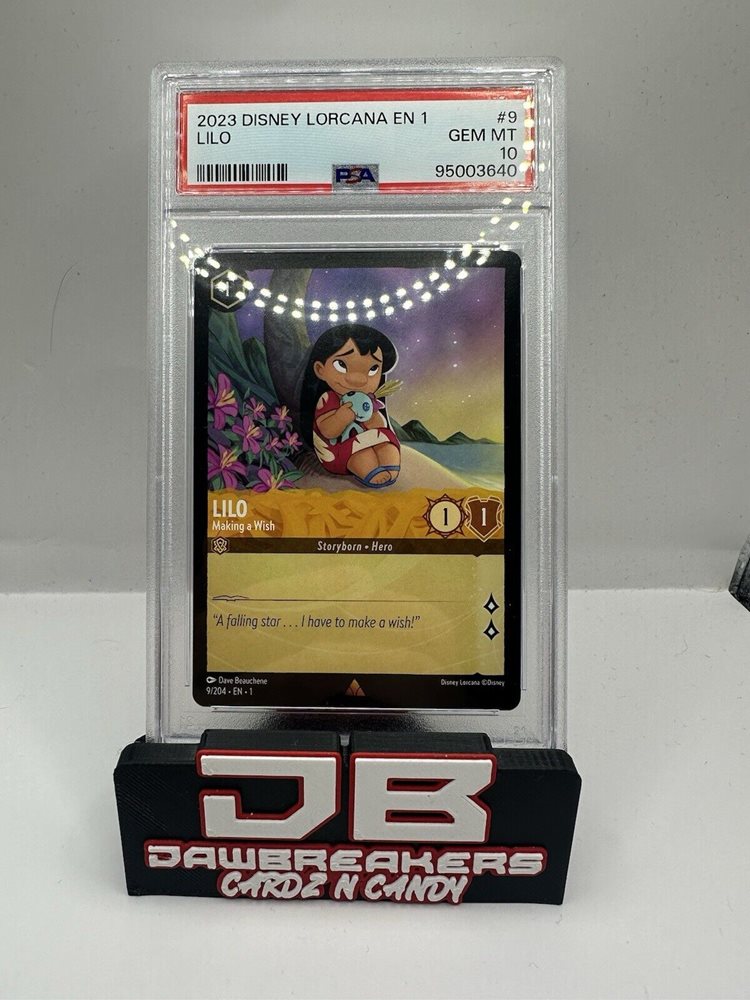 2023 DISNEY LORCANA EN 1 #9
LILO GEM MT
10
PSA 95003640
1
LILO
Making a Wish
1 1
Storyborn • Hero
“A falling star . . . I have to make a wish!”
Dave Beauchene
9/204 • EN • 1
Disney Lorcana ©Disney
JB
JAWBREAKERS
CARDZ N CANDY